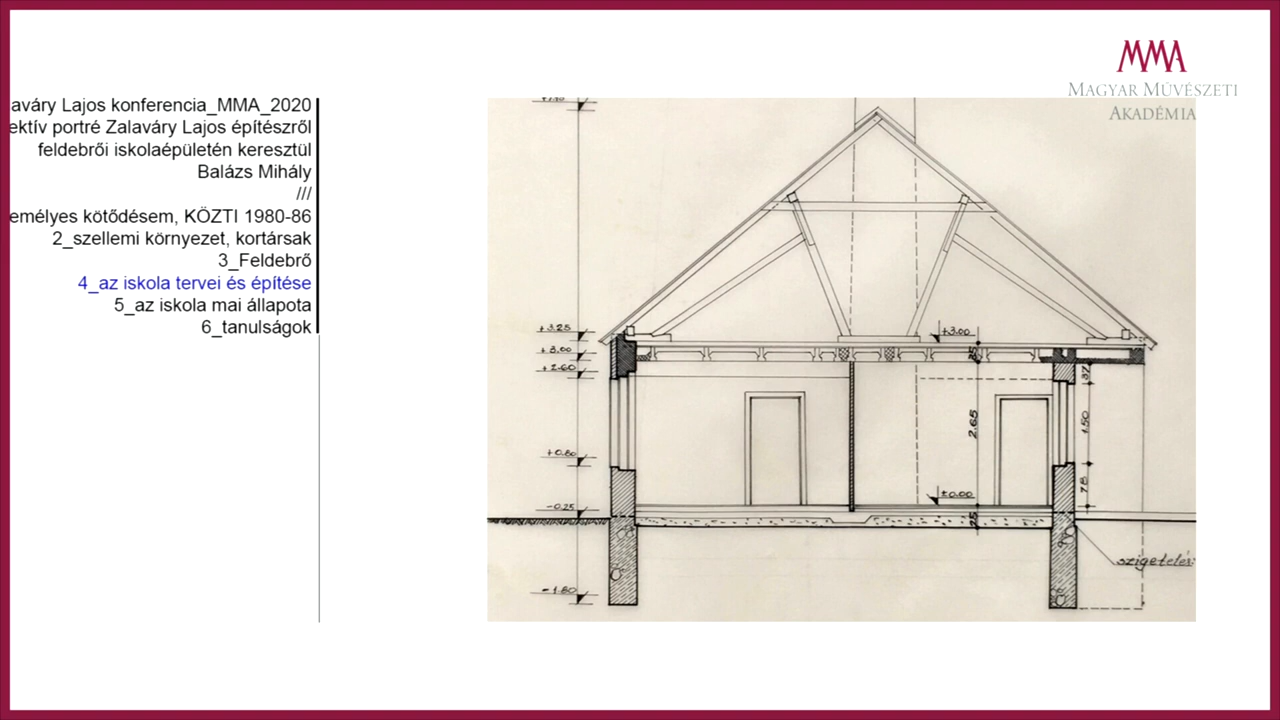 aváry Lajos konferencia_MMA_2020
ektív portré Zalaváry Lajos építészről
feldebrői iskolaépületén keresztül
Balázs Mihály
///
emélyes kötődésem, KÖZTI 1980-86
2_szellemi környezet, kortársak
3_Feldebrő
4_az iskola tervei és építése
5_az iskola mai állapota
6_tanulságok
MMA
MAGYAR MŰVÉSZETI
AKADÉMIA
+3.25
+3.00
+2.60
+0.80
-0.25
-1.80
+3.00
2.65
±0.00
25
37
1.50
78
szigetelés